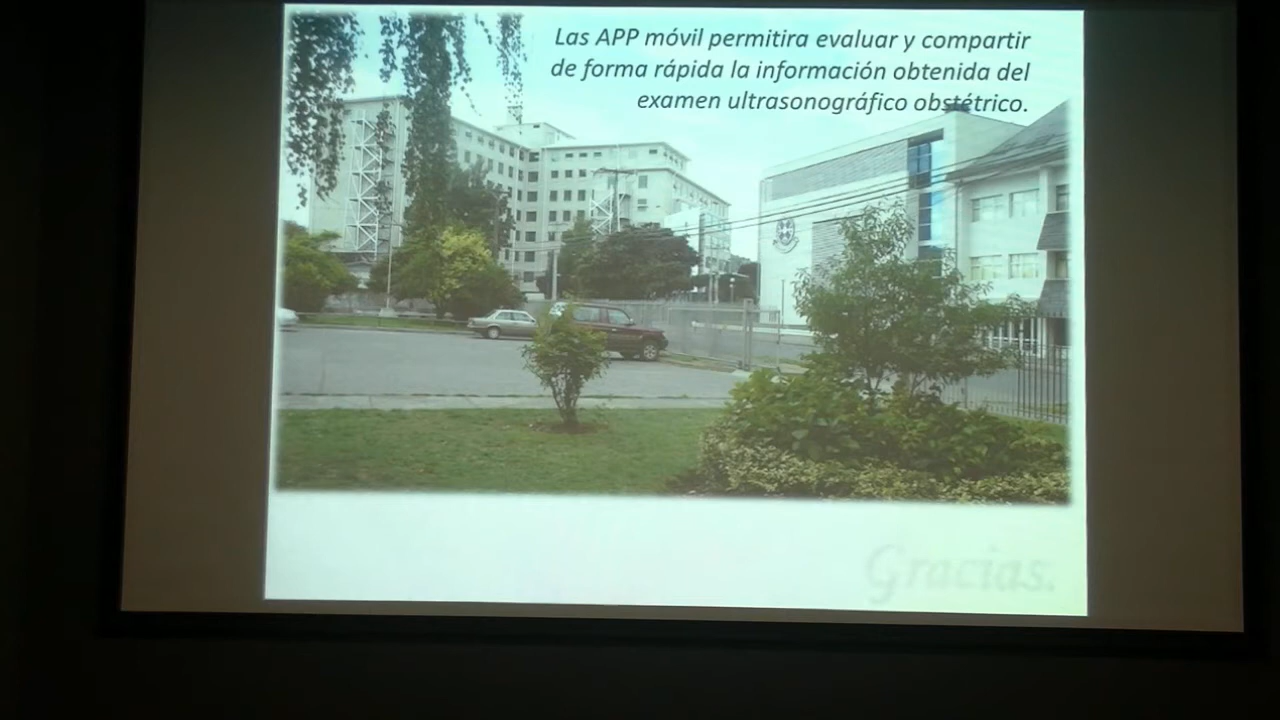 Las APP móvil permitira evaluar y compartir
de forma rápida la información obtenida del
examen ultrasonográfico obstétrico.
Gracias.